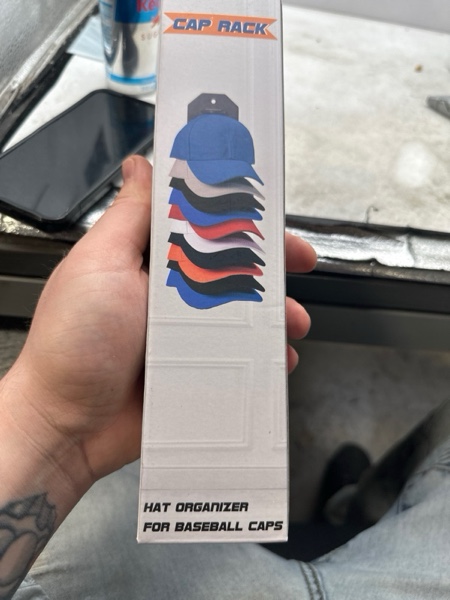 CAP RACK
HAT ORGANIZER
FOR BASEBALL CAPS